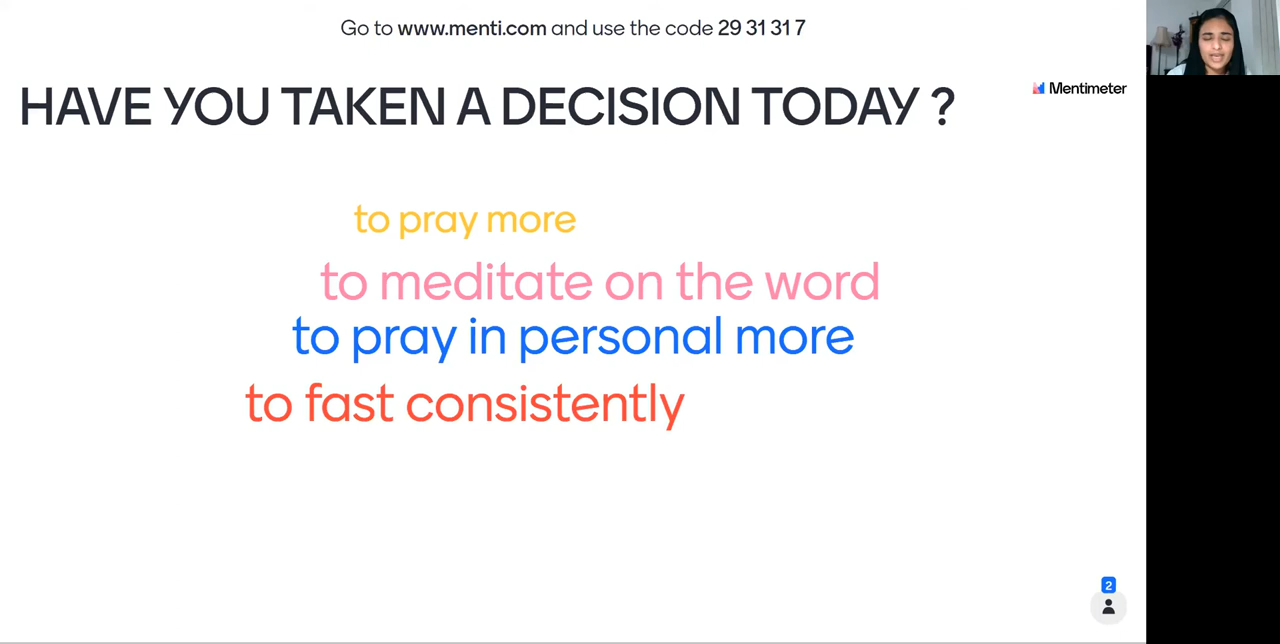 Go to www.menti.com and use the code 29 31 31 7
Mentimeter
HAVE YOU TAKEN A DECISION TODAY ?
to pray more
to meditate on the word
to pray in personal more
to fast consistently
2